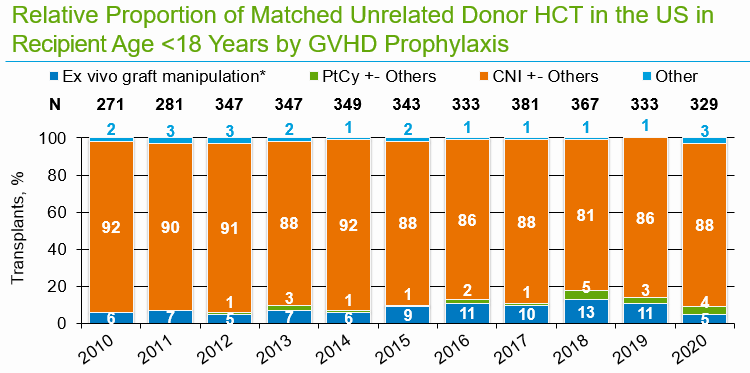 Relative Proportion of Matched Unrelated Donor HCT in the US in
Recipient Age <18 Years by GVHD Prophylaxis
Ex vivo graft manipulation* PtCy +- Others CNI +- Others Other
N 271 281 347 347 349 343 333 381 367 333 329
2 3 3 2 1 2 1 1 1 1 3
100
80
60
40
20
0
Transplants, %
92 90 91 88 92 88 86 88 81 86 88
1 3 1 1 2 1 5 3 4
6 7 5 7 6 9 11 10 13 11 5
2010 2011 2012 2013 2014 2015 2016 2017 2018 2019 2020